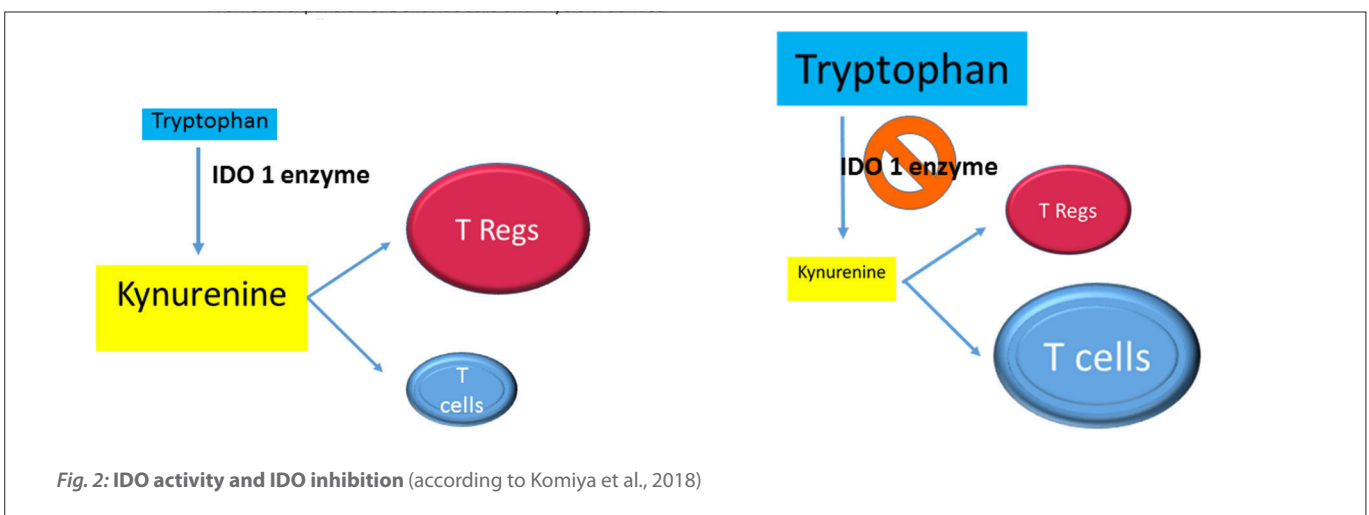 Tryptophan
IDO 1 enzyme
Kynurenine
T Regs
T
cells
Tryptophan
IDO 1 enzyme
Kynurenine
T Regs
T cells
Fig. 2: IDO activity and IDO inhibition (according to Komiya et al., 2018)